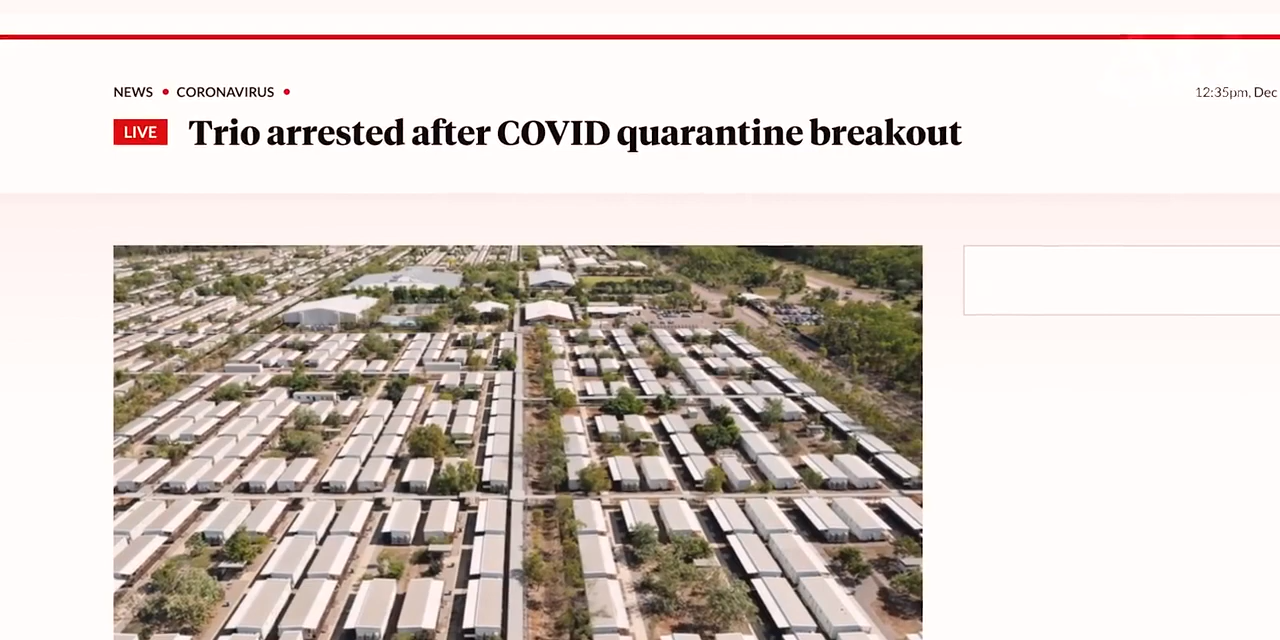 NEWS • CORONAVIRUS •
12:35pm, Dec
LIVE Trio arrested after COVID quarantine breakout